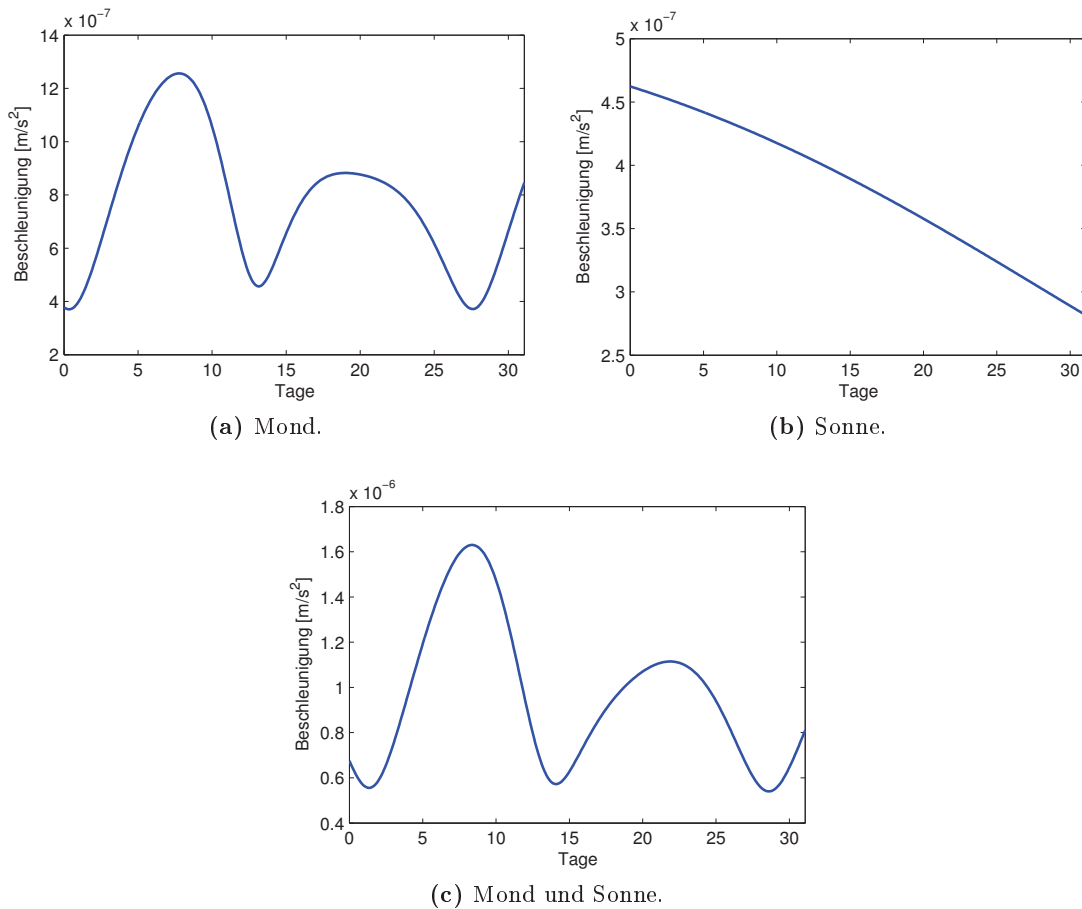 x 10⁻⁷
14
12
10
8
6
4
2
Beschleunigung [m/s²]
0 5 10 15 20 25 30
Tage
(a) Mond.
x 10⁻⁷
5
4.5
4
3.5
3
2.5
Beschleunigung [m/s²]
0 5 10 15 20 25 30
Tage
(b) Sonne.
x 10⁻⁶
1.8
1.6
1.4
1.2
1
0.8
0.6
0.4
Beschleunigung [m/s²]
0 5 10 15 20 25 30
Tage
(c) Mond und Sonne.